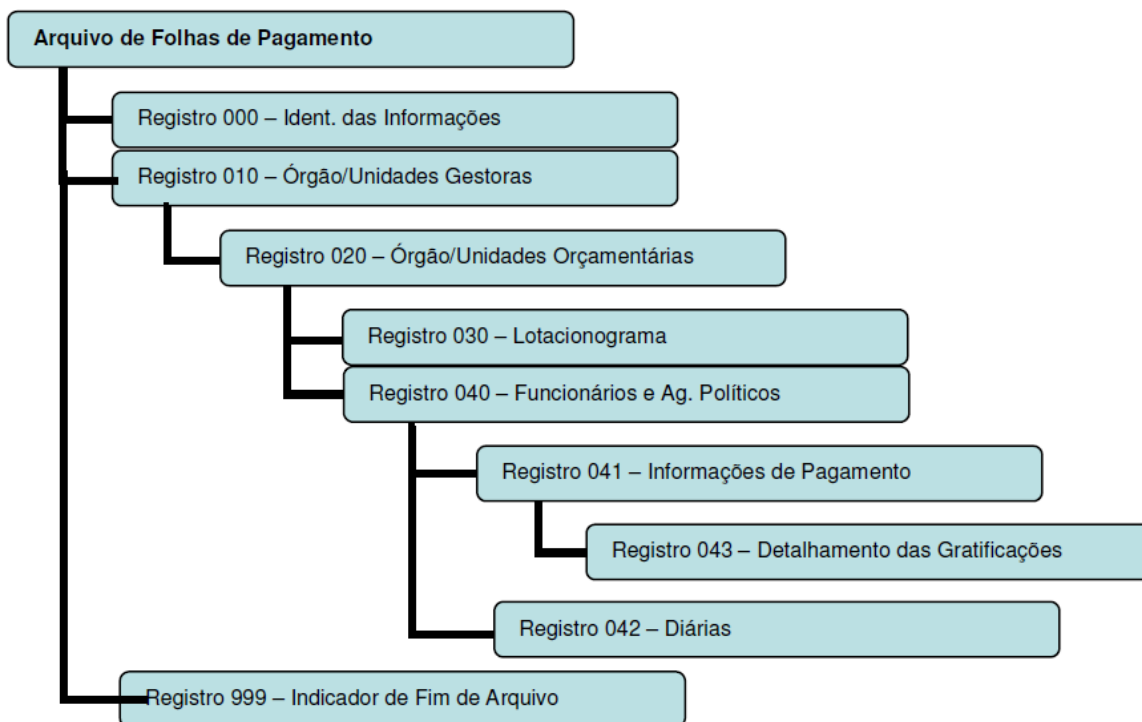 Arquivo de Folhas de Pagamento
Registro 000 – Ident. das Informações
Registro 010 – Órgão/Unidades Gestoras
Registro 020 – Órgão/Unidades Orçamentárias
Registro 030 – Lotacionograma
Registro 040 – Funcionários e Ag. Políticos
Registro 041 – Informações de Pagamento
Registro 043 – Detalhamento das Gratificações
Registro 042 – Diárias
Registro 999 – Indicador de Fim de Arquivo